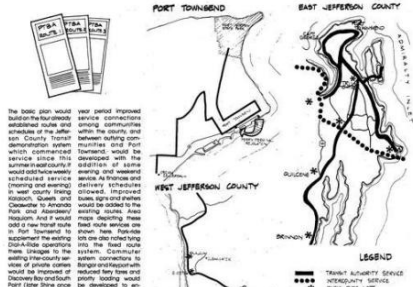 PTBA
ROUTE 1
PTBA
ROUTE 2
PORT TOWNSEND
EAST JEFFERSON COUNTY
ADMIRALTY INLET
The basic plan would
build on the four already
established routes and
schedules of the Jeffer-
son County Transit
demonstration system
which commenced
service since this
summer in east county. It
would add twice weekly
scheduled service
(morning and evening)
in west county linking
Kalaloch, Queets and
Clearwater to Amanda
Park and Aberdeen/
Hoquiam. And it would
add a new transit route
in Port Townsend to
supplement the existing
Dial-A-Ride operations
there. Linkages to the
existing inter-county ser-
vices of private carriers
would be improved at
Discovery Bay and South
Point (later Shine once
year period improved
service connections
among communities
within the county, and
between outlying com-
munities and Port
Townsend, would be
developed with the
addition of some
evening and weekend
service. As finances and
delivery schedules
allowed, improved
buses, signs and shelters
would be added to the
existing routes. Area
maps depicting these
fixed route services are
shown here. Park-ride
lots are also noted tying
into the fixed route
system. Commuter
system connections to
Bangor and Keyport with
reduced ferry fares and
priority loading would
be developed to en-
WEST JEFFERSON COUNTY
QUILCENE
BRINNON
LEGEND
TRANSIT AUTHORITY SERVICE
INTERCOUNTY SERVICE